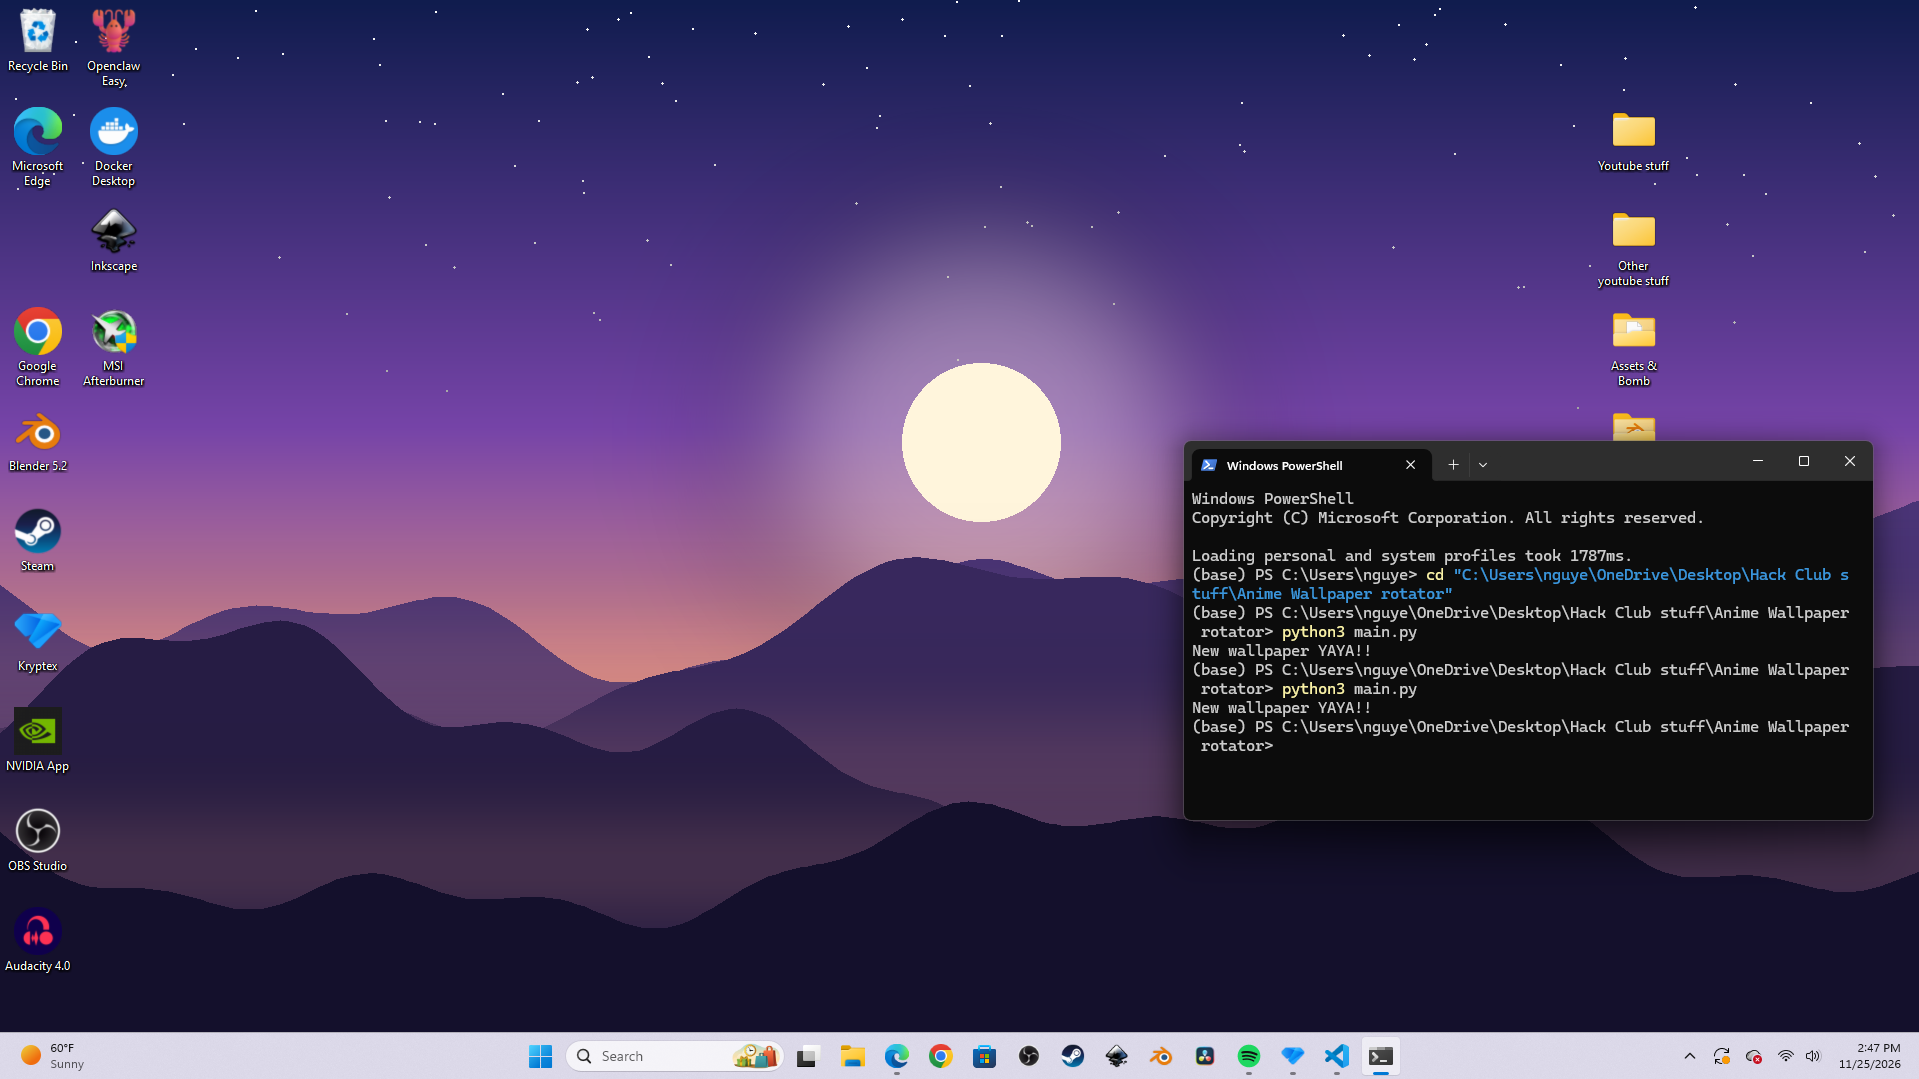 Recycle Bin
Openclaw
Easy,
Microsoft
Edge
Docker
Desktop
Inkscape
Google
Chrome
MSI
Afterburner
Blender 5.2
Steam
Kryptex
NVIDIA App
OBS Studio
Audacity 4.0
Youtube stuff
Other
youtube stuff
Assets &
Bomb
Windows PowerShell
Windows PowerShell
Copyright (C) Microsoft Corporation. All rights reserved.
Loading personal and system profiles took 1787ms.
(base) PS C:\Users\nguye> cd "C:\Users\nguye\OneDrive\Desktop\Hack Club s
tuff\Anime Wallpaper rotator"
(base) PS C:\Users\nguye\OneDrive\Desktop\Hack Club stuff\Anime Wallpaper
rotator> python3 main.py
New wallpaper YAYA!!
(base) PS C:\Users\nguye\OneDrive\Desktop\Hack Club stuff\Anime Wallpaper
rotator> python3 main.py
New wallpaper YAYA!!
(base) PS C:\Users\nguye\OneDrive\Desktop\Hack Club stuff\Anime Wallpaper
rotator>
60°F
Sunny
Search
2:47 PM
11/25/2026